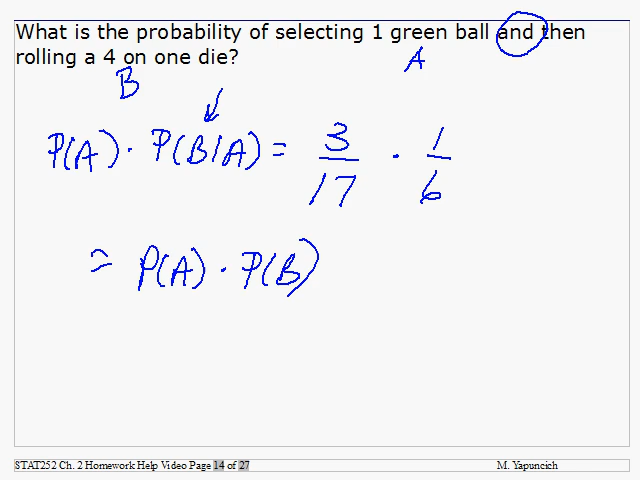 What is the probability of selecting 1 green ball and then
rolling a 4 on one die?
A
B
P(A) · P(B|A) = 3/17 · 1/6
= P(A) · P(B)
STAT252 Ch. 2 Homework Help Video Page 14 of 27 M. Yapuncich